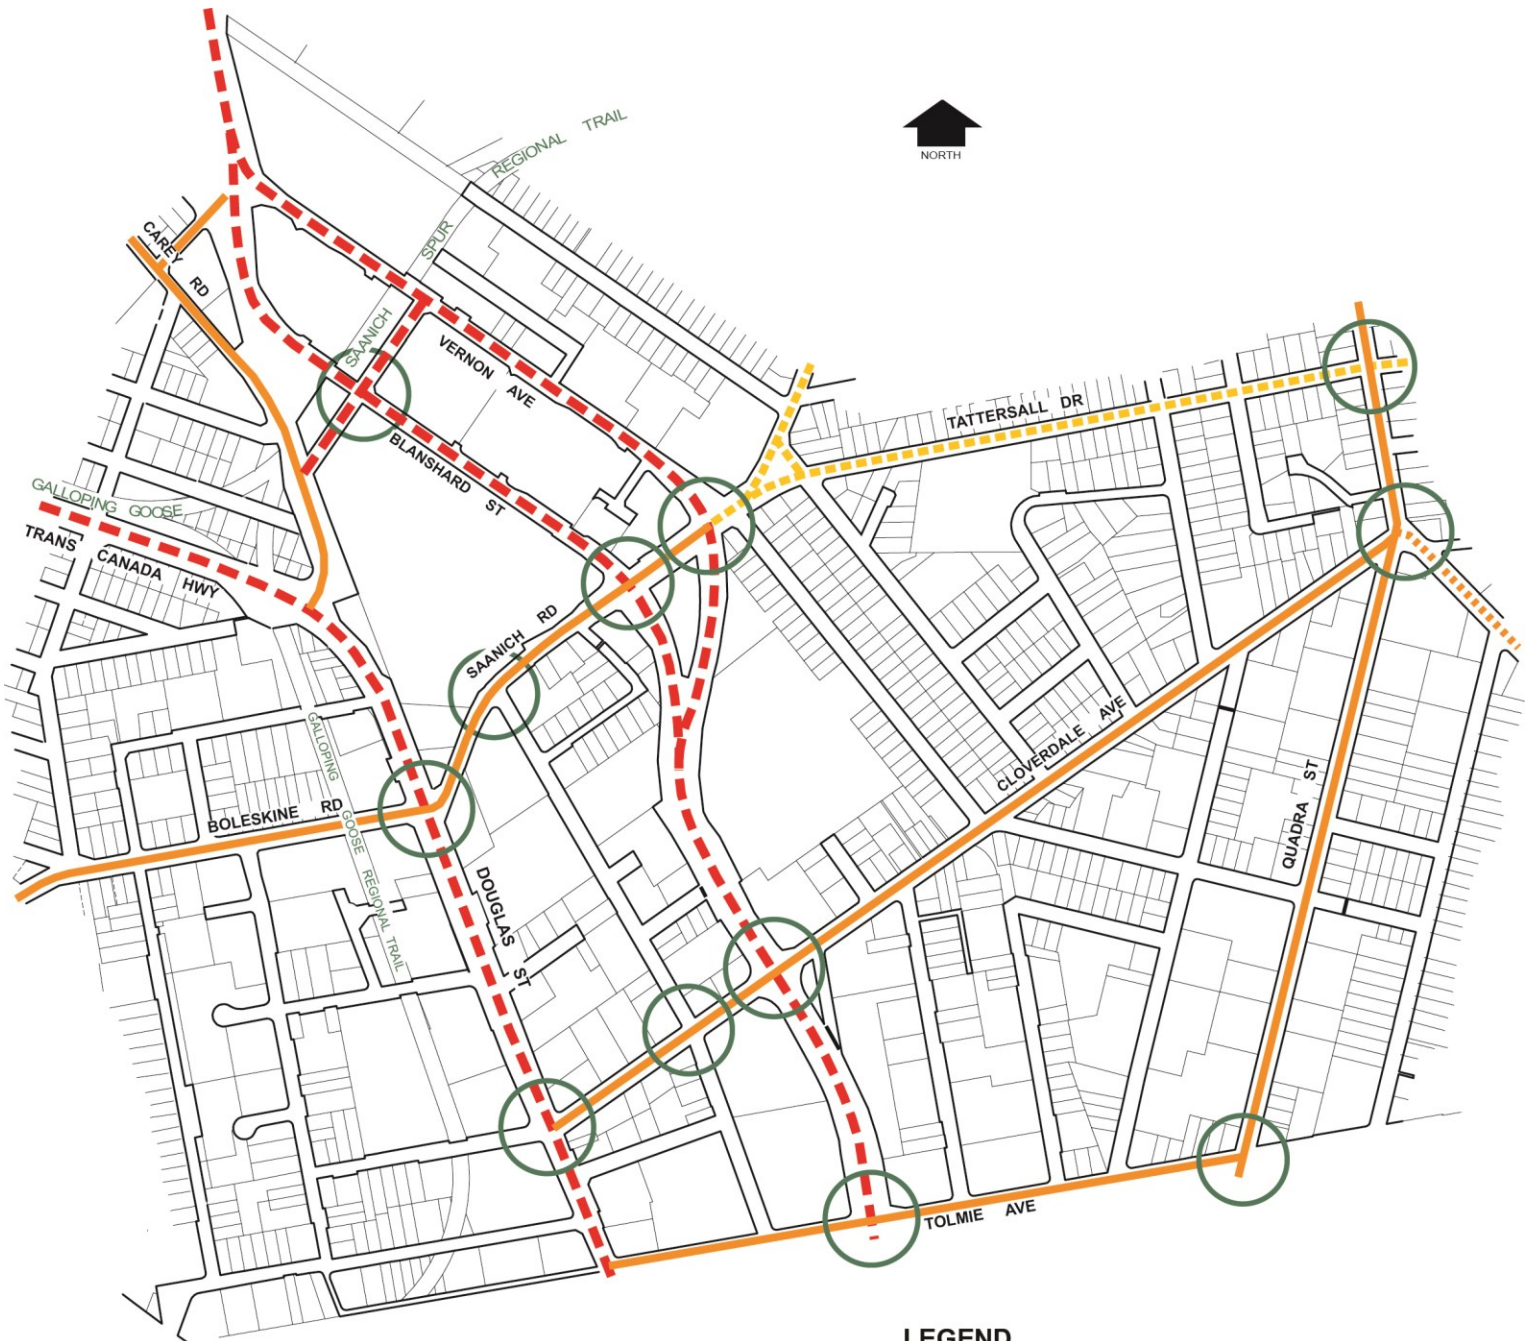 REGIONAL TRAIL
NORTH
SPUR
CAREY RD
SAANICH
VERNON AVE
TATTERSALL DR
BLANSHARD ST
GALLOPING GOOSE
TRANS CANADA HWY
SAANICH RD
CLOVERDALE AVE
GALLOPING GOOSE REGIONAL TRAIL
BOLESKINE RD
QUADRA ST
DOUGLAS ST
TOLMIE AVE
LEGEND